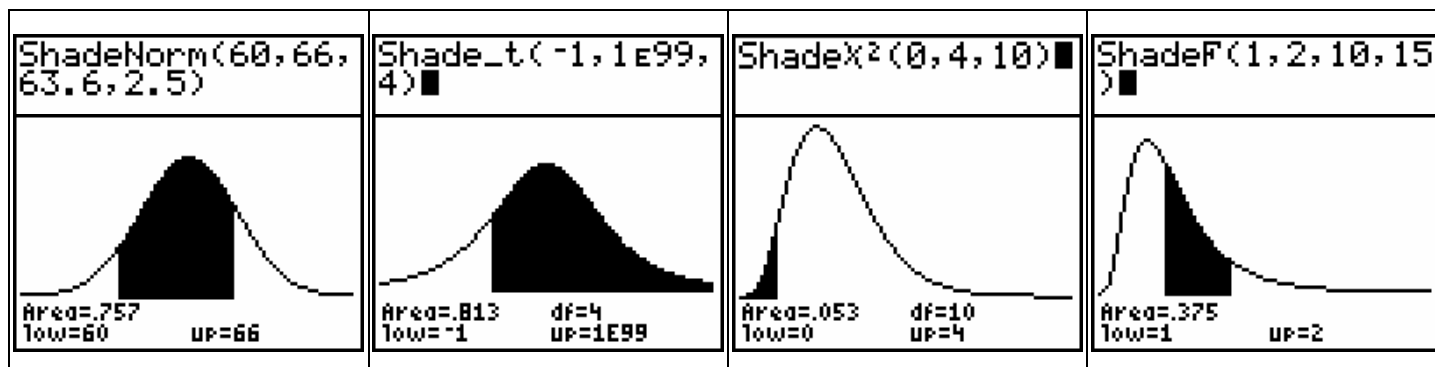 ShadeNorm(60,66,
63.6,2.5)
Area=.757
low=60 up=66
Shade_t(⁻1,1ᴇ99,
4)
Area=.813 df=4
low=⁻1 up=1E99
Shadeχ²(0,4,10)
Area=.053 df=10
low=0 up=4
ShadeF(1,2,10,15
)
Area=.375
low=1 up=2